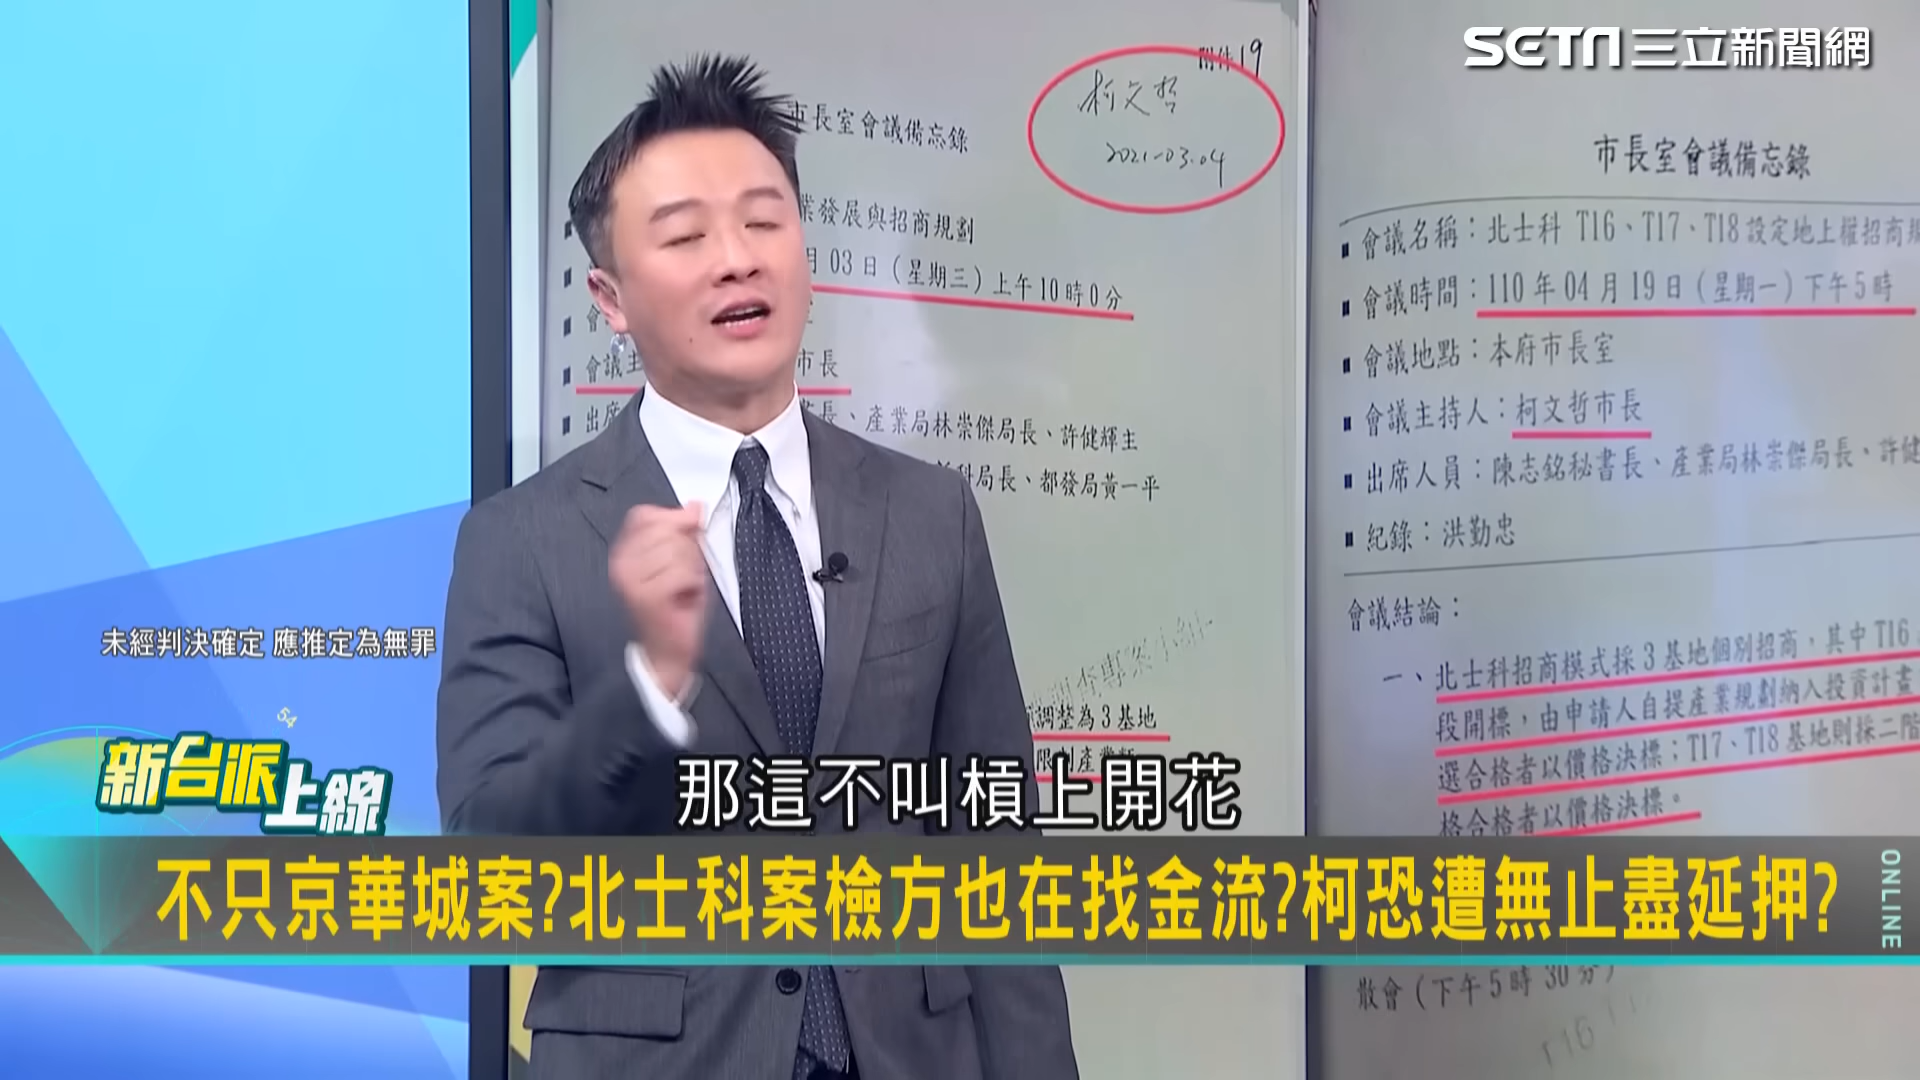 SETN三立新聞網
附件19
柯文哲
2021-03.04
市長室會議備忘錄
業發展與招商規劃
月03日（星期三）上午10時0分
會
會議主 市長
出席 書長、產業局林崇傑局長、許健輝主
科局長、都發局黃一平
調整為3基地
限制產業類
市長室會議備忘錄
會議名稱：北士科 T16、T17、T18設定地上權招商規
會議時間：110年04月19日（星期一）下午5時
會議地點：本府市長室
會議主持人：柯文哲市長
出席人員：陳志銘秘書長、產業局林崇傑局長、許健
紀錄：洪勤忠
會議結論：
一、北士科招商模式採3基地個別招商，其中T16
段開標，由申請人自提產業規劃納入投資計畫
選合格者以價格決標；T17、T18基地則採二階
格合格者以價格決標。
散會（下午5時30分）
未經判決確定 應推定為無罪
54
新台派上線
那這不叫槓上開花
不只京華城案?北士科案檢方也在找金流?柯恐遭無止盡延押?
ONLINE